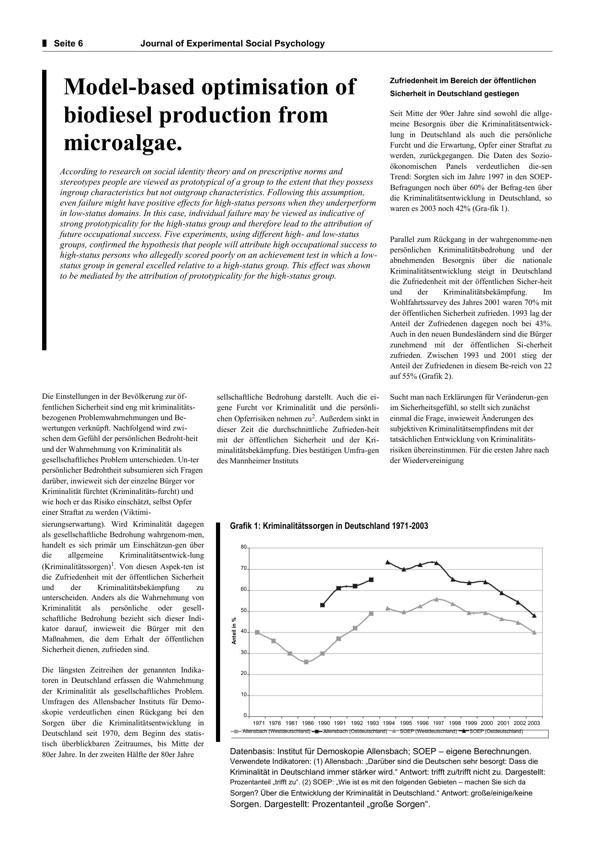 Seite 6 Journal of Experimental Social Psychology
Model-based optimisation of
biodiesel production from
microalgae.
According to research on social identity theory and on prescriptive norms and
stereotypes people are viewed as prototypical of a group to the extent that they possess
ingroup characteristics but not outgroup characteristics. Following this assumption,
even failure might have positive effects for high-status persons when they underperform
in low-status domains. In this case, individual failure may be viewed as indicative of
strong prototypicality for the high-status group and therefore lead to the attribution of
future occupational success. Five experiments, using different high- and low-status
groups, confirmed the hypothesis that people will attribute high occupational success to
high-status persons who allegedly scored poorly on an achievement test in which a low-
status group in general excelled relative to a high-status group. This effect was shown
to be mediated by the attribution of prototypicality for the high-status group.
Zufriedenheit im Bereich der öffentlichen
Sicherheit in Deutschland gestiegen
Seit Mitte der 90er Jahre sind sowohl die allge-
meine Besorgnis über die Kriminalitätsentwick-
lung in Deutschland als auch die persönliche
Furcht und die Erwartung, Opfer einer Straftat zu
werden, zurückgegangen. Die Daten des Sozio-
ökonomischen Panels verdeutlichen die-sen
Trend: Sorgten sich im Jahre 1997 in den SOEP-
Befragungen noch über 60% der Befrag-ten über
die Kriminalitätsentwicklung in Deutschland, so
waren es 2003 noch 42% (Gra-fik 1).
Parallel zum Rückgang in der wahrgenomme-nen
persönlichen Kriminalitätsbedrohung und der
abnehmenden Besorgnis über die nationale
Kriminalitätsentwicklung steigt in Deutschland
die Zufriedenheit mit der öffentlichen Sicher-heit
und der Kriminalitätsbekämpfung. Im
Wohlfahrtssurvey des Jahres 2001 waren 70% mit
der öffentlichen Sicherheit zufrieden. 1993 lag der
Anteil der Zufriedenen dagegen noch bei 43%.
Auch in den neuen Bundesländern sind die Bürger
zunehmend mit der öffentlichen Si-cherheit
zufrieden. Zwischen 1993 und 2001 stieg der
Anteil der Zufriedenen in diesem Be-reich von 22
auf 55% (Grafik 2).
Die Einstellungen in der Bevölkerung zur öf-
fentlichen Sicherheit sind eng mit kriminalitäts-
bezogenen Problemwahrnehmungen und Be-
wertungen verknüpft. Nachfolgend wird zwi-
schen dem Gefühl der persönlichen Bedroht-heit
und der Wahrnehmung von Kriminalität als
gesellschaftliches Problem unterschieden. Un-ter
persönlicher Bedrohtheit subsumieren sich Fragen
darüber, inwieweit sich der einzelne Bürger vor
Kriminalität fürchtet (Kriminalitäts-furcht) und
wie hoch er das Risiko einschätzt, selbst Opfer
einer Straftat zu werden (Viktimi-
sierungserwartung). Wird Kriminalität dagegen
als gesellschaftliche Bedrohung wahrgenom-men,
handelt es sich primär um Einschätzun-gen über
die allgemeine Kriminalitätsentwick-lung
(Kriminalitätssorgen)1. Von diesen Aspek-ten ist
die Zufriedenheit mit der öffentlichen Sicherheit
und der Kriminalitätsbekämpfung zu
unterscheiden. Anders als die Wahrnehmung von
Kriminalität als persönliche oder gesell-
schaftliche Bedrohung bezieht sich dieser Indi-
kator darauf, inwieweit die Bürger mit den
Maßnahmen, die dem Erhalt der öffentlichen
Sicherheit dienen, zufrieden sind.
Die längsten Zeitreihen der genannten Indika-
toren in Deutschland erfassen die Wahrnehmung
der Kriminalität als gesellschaftliches Problem.
Umfragen des Allensbacher Instituts für Demo-
skopie verdeutlichen einen Rückgang bei den
Sorgen über die Kriminalitätsentwicklung in
Deutschland seit 1970, dem Beginn des statis-
tisch überblickbaren Zeitraumes, bis Mitte der
80er Jahre. In der zweiten Hälfte der 80er Jahre
sellschaftliche Bedrohung darstellt. Auch die ei-
gene Furcht vor Kriminalität und die persönli-
chen Opferrisiken nehmen zu2. Außerdem sinkt in
dieser Zeit die durchschnittliche Zufrieden-heit
mit der öffentlichen Sicherheit und der Kri-
minalitätsbekämpfung. Dies bestätigen Umfra-gen
des Mannheimer Instituts
Sucht man nach Erklärungen für Veränderun-gen
im Sicherheitsgefühl, so stellt sich zunächst
einmal die Frage, inwieweit Änderungen des
subjektiven Kriminalitätsempfindens mit der
tatsächlichen Entwicklung von Kriminalitäts-
risiken übereinstimmen. Für die ersten Jahre nach
der Wiedervereinigung
Grafik 1: Kriminalitätssorgen in Deutschland 1971-2003
Anteil in %
80
70
60
50
40
30
20
10
0
1971 1976 1981 1986 1990 1991 1992 1993 1994 1995 1996 1997 1998 1999 2000 2001 2002 2003
Allensbach (Westdeutschland) Allensbach (Ostdeutschland) SOEP (Westdeutschland) SOEP (Ostdeutschland)
Datenbasis: Institut für Demoskopie Allensbach; SOEP – eigene Berechnungen.
Verwendete Indikatoren: (1) Allensbach: „Darüber sind die Deutschen sehr besorgt: Dass die
Kriminalität in Deutschland immer stärker wird.“ Antwort: trifft zu/trifft nicht zu. Dargestellt:
Prozentanteil „trifft zu“. (2) SOEP: „Wie ist es mit den folgenden Gebieten – machen Sie sich da
Sorgen? Über die Entwicklung der Kriminalität in Deutschland.“ Antwort: große/einige/keine
Sorgen. Dargestellt: Prozentanteil „große Sorgen“.